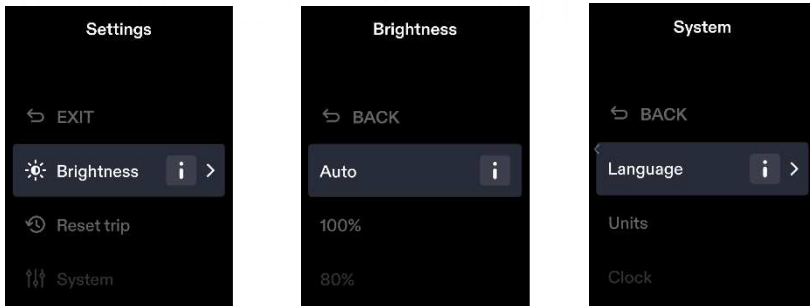 Settings
EXIT
Brightness i
Reset trip
System
Brightness
BACK
Auto i
100%
80%
System
BACK
Language i
Units
Clock